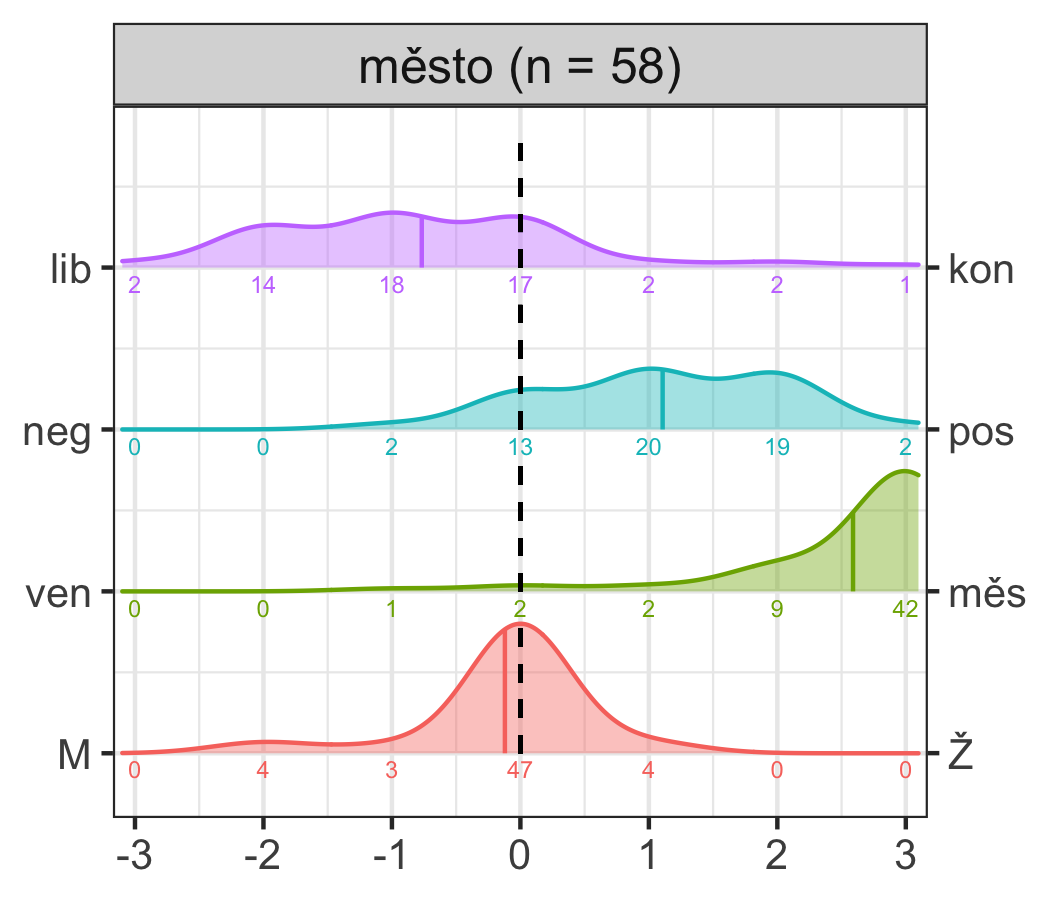 město (n = 58)
lib kon
2 14 18 17 2 2 1
neg pos
0 0 2 13 20 19 2
ven měs
0 0 1 2 2 9 42
M Ž
0 4 3 47 4 0 0
-3 -2 -1 0 1 2 3